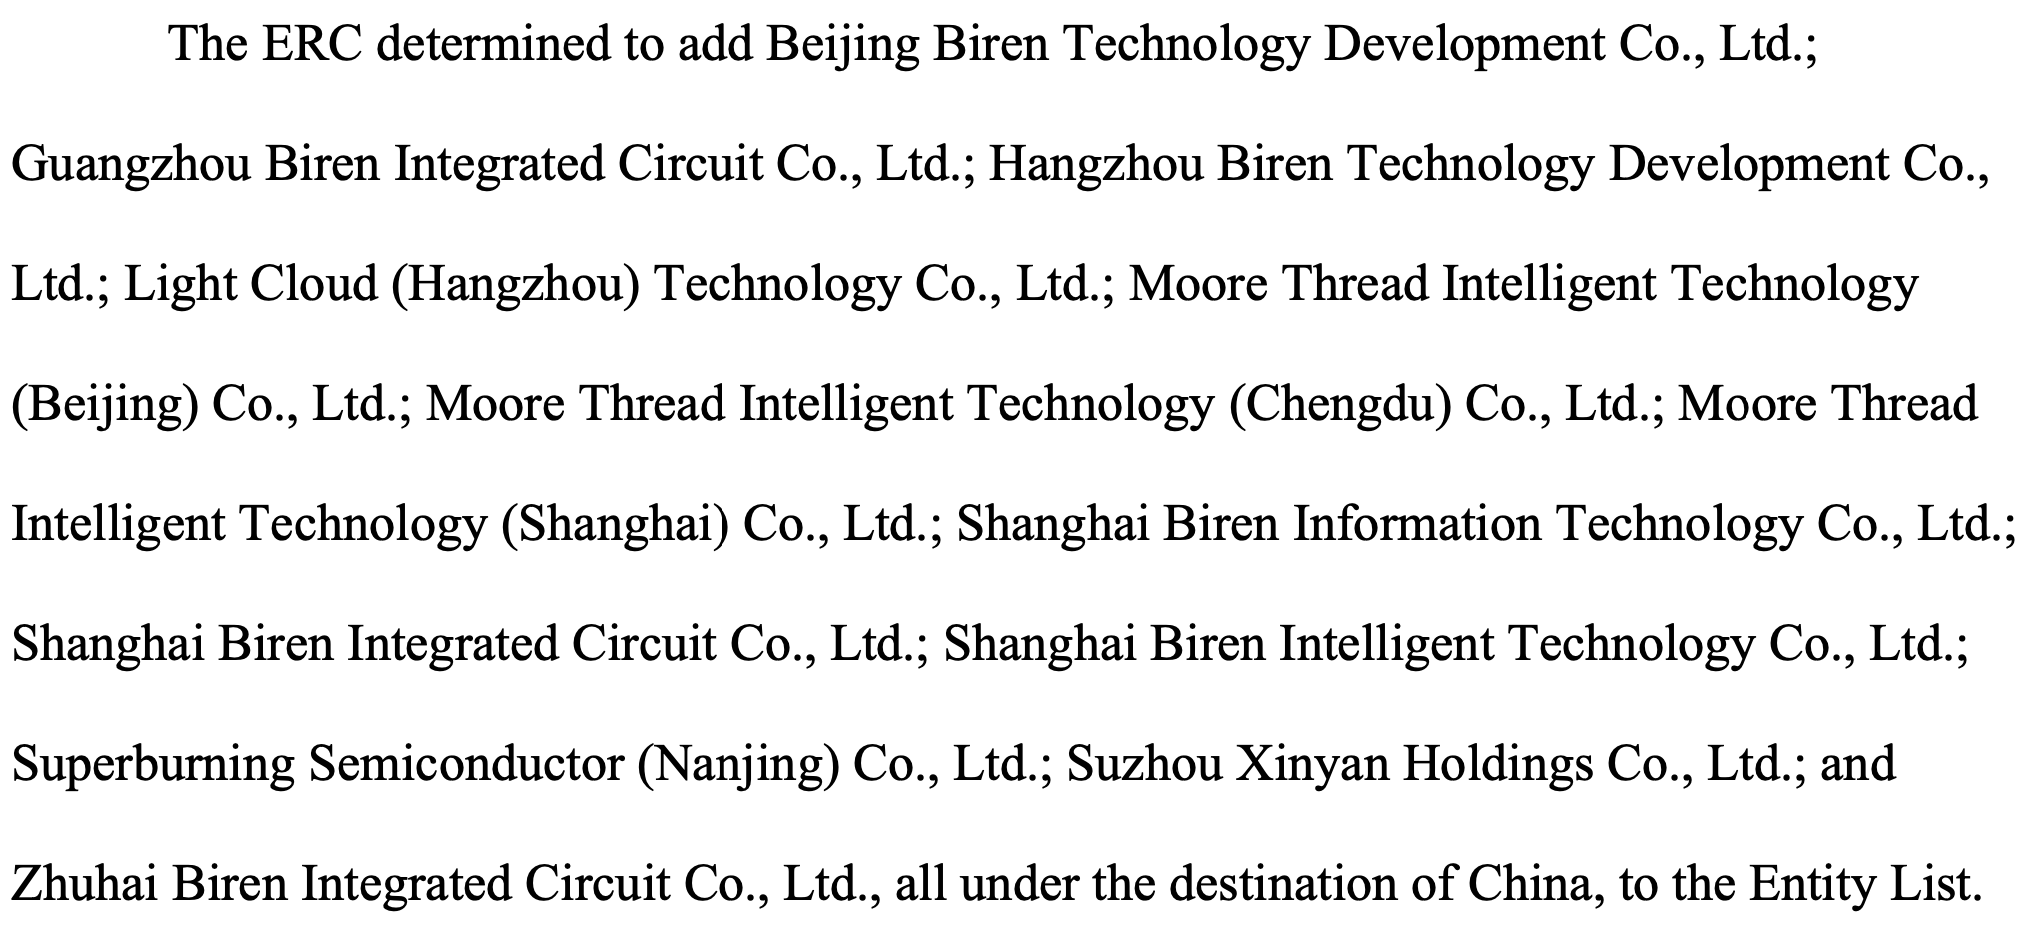 The ERC determined to add Beijing Biren Technology Development Co., Ltd.;
Guangzhou Biren Integrated Circuit Co., Ltd.; Hangzhou Biren Technology Development Co.,
Ltd.; Light Cloud (Hangzhou) Technology Co., Ltd.; Moore Thread Intelligent Technology
(Beijing) Co., Ltd.; Moore Thread Intelligent Technology (Chengdu) Co., Ltd.; Moore Thread
Intelligent Technology (Shanghai) Co., Ltd.; Shanghai Biren Information Technology Co., Ltd.;
Shanghai Biren Integrated Circuit Co., Ltd.; Shanghai Biren Intelligent Technology Co., Ltd.;
Superburning Semiconductor (Nanjing) Co., Ltd.; Suzhou Xinyan Holdings Co., Ltd.; and
Zhuhai Biren Integrated Circuit Co., Ltd., all under the destination of China, to the Entity List.